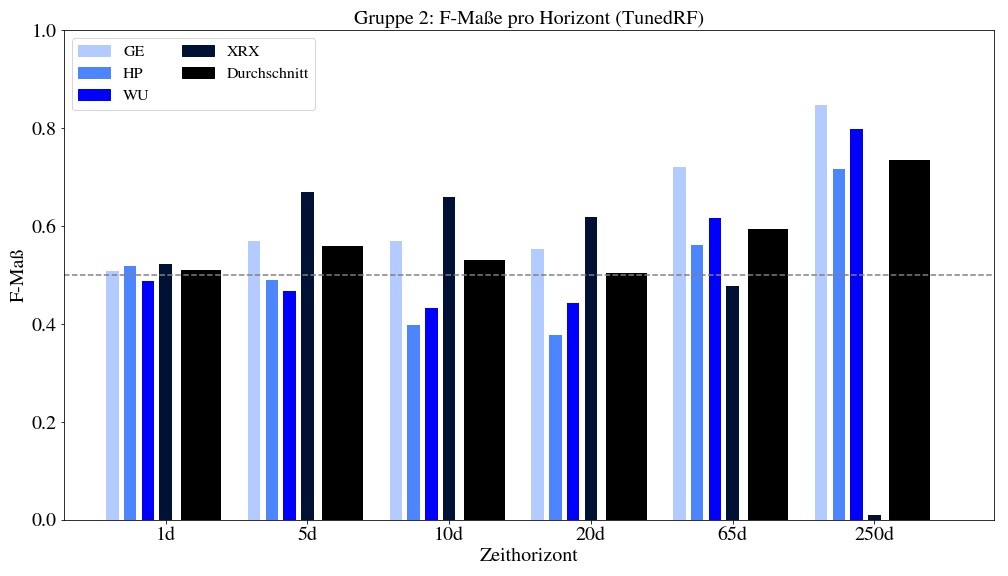 Gruppe 2: F-Maße pro Horizont (TunedRF)
GE
HP
WU
XRX
Durchschnitt
F-Maß
1.0
0.8
0.6
0.4
0.2
0.0
1d 5d 10d 20d 65d 250d
Zeithorizont